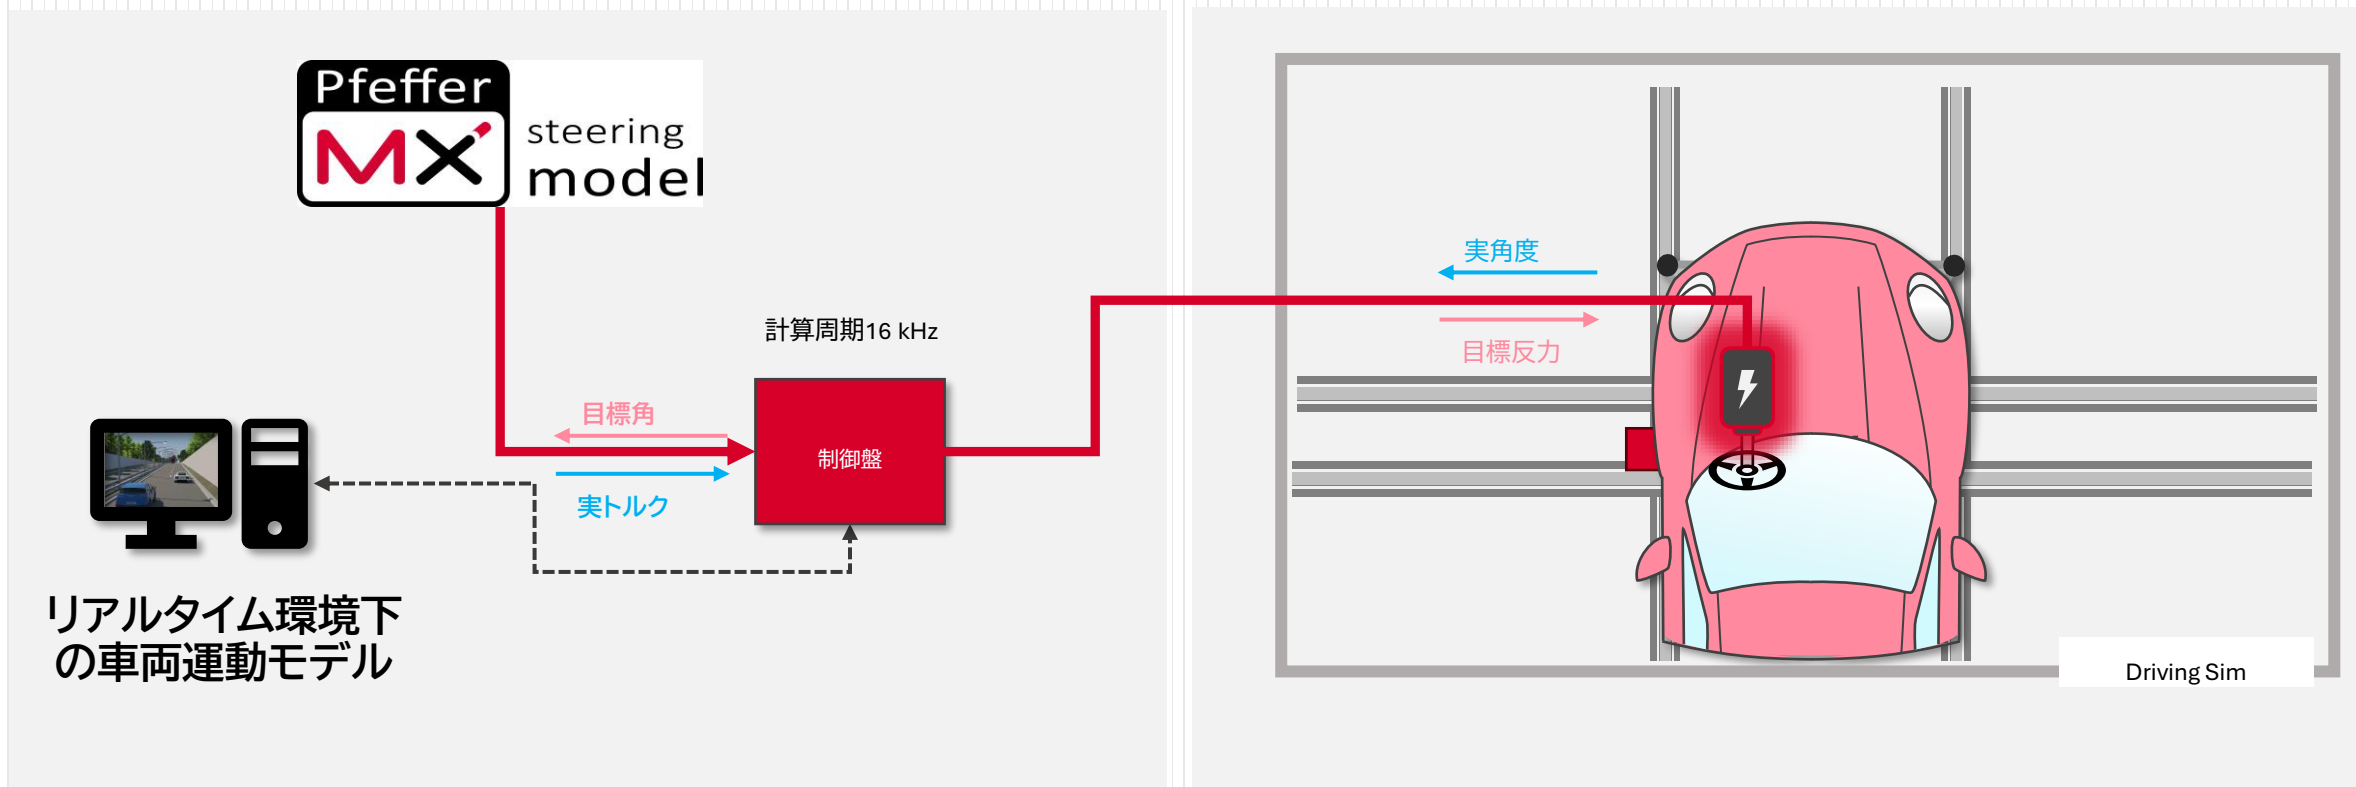 Pfeffer
MX
steering
model
計算周期16 kHz
目標角
制御盤
実トルク
リアルタイム環境下
の車両運動モデル
実角度
目標反力
Driving Sim